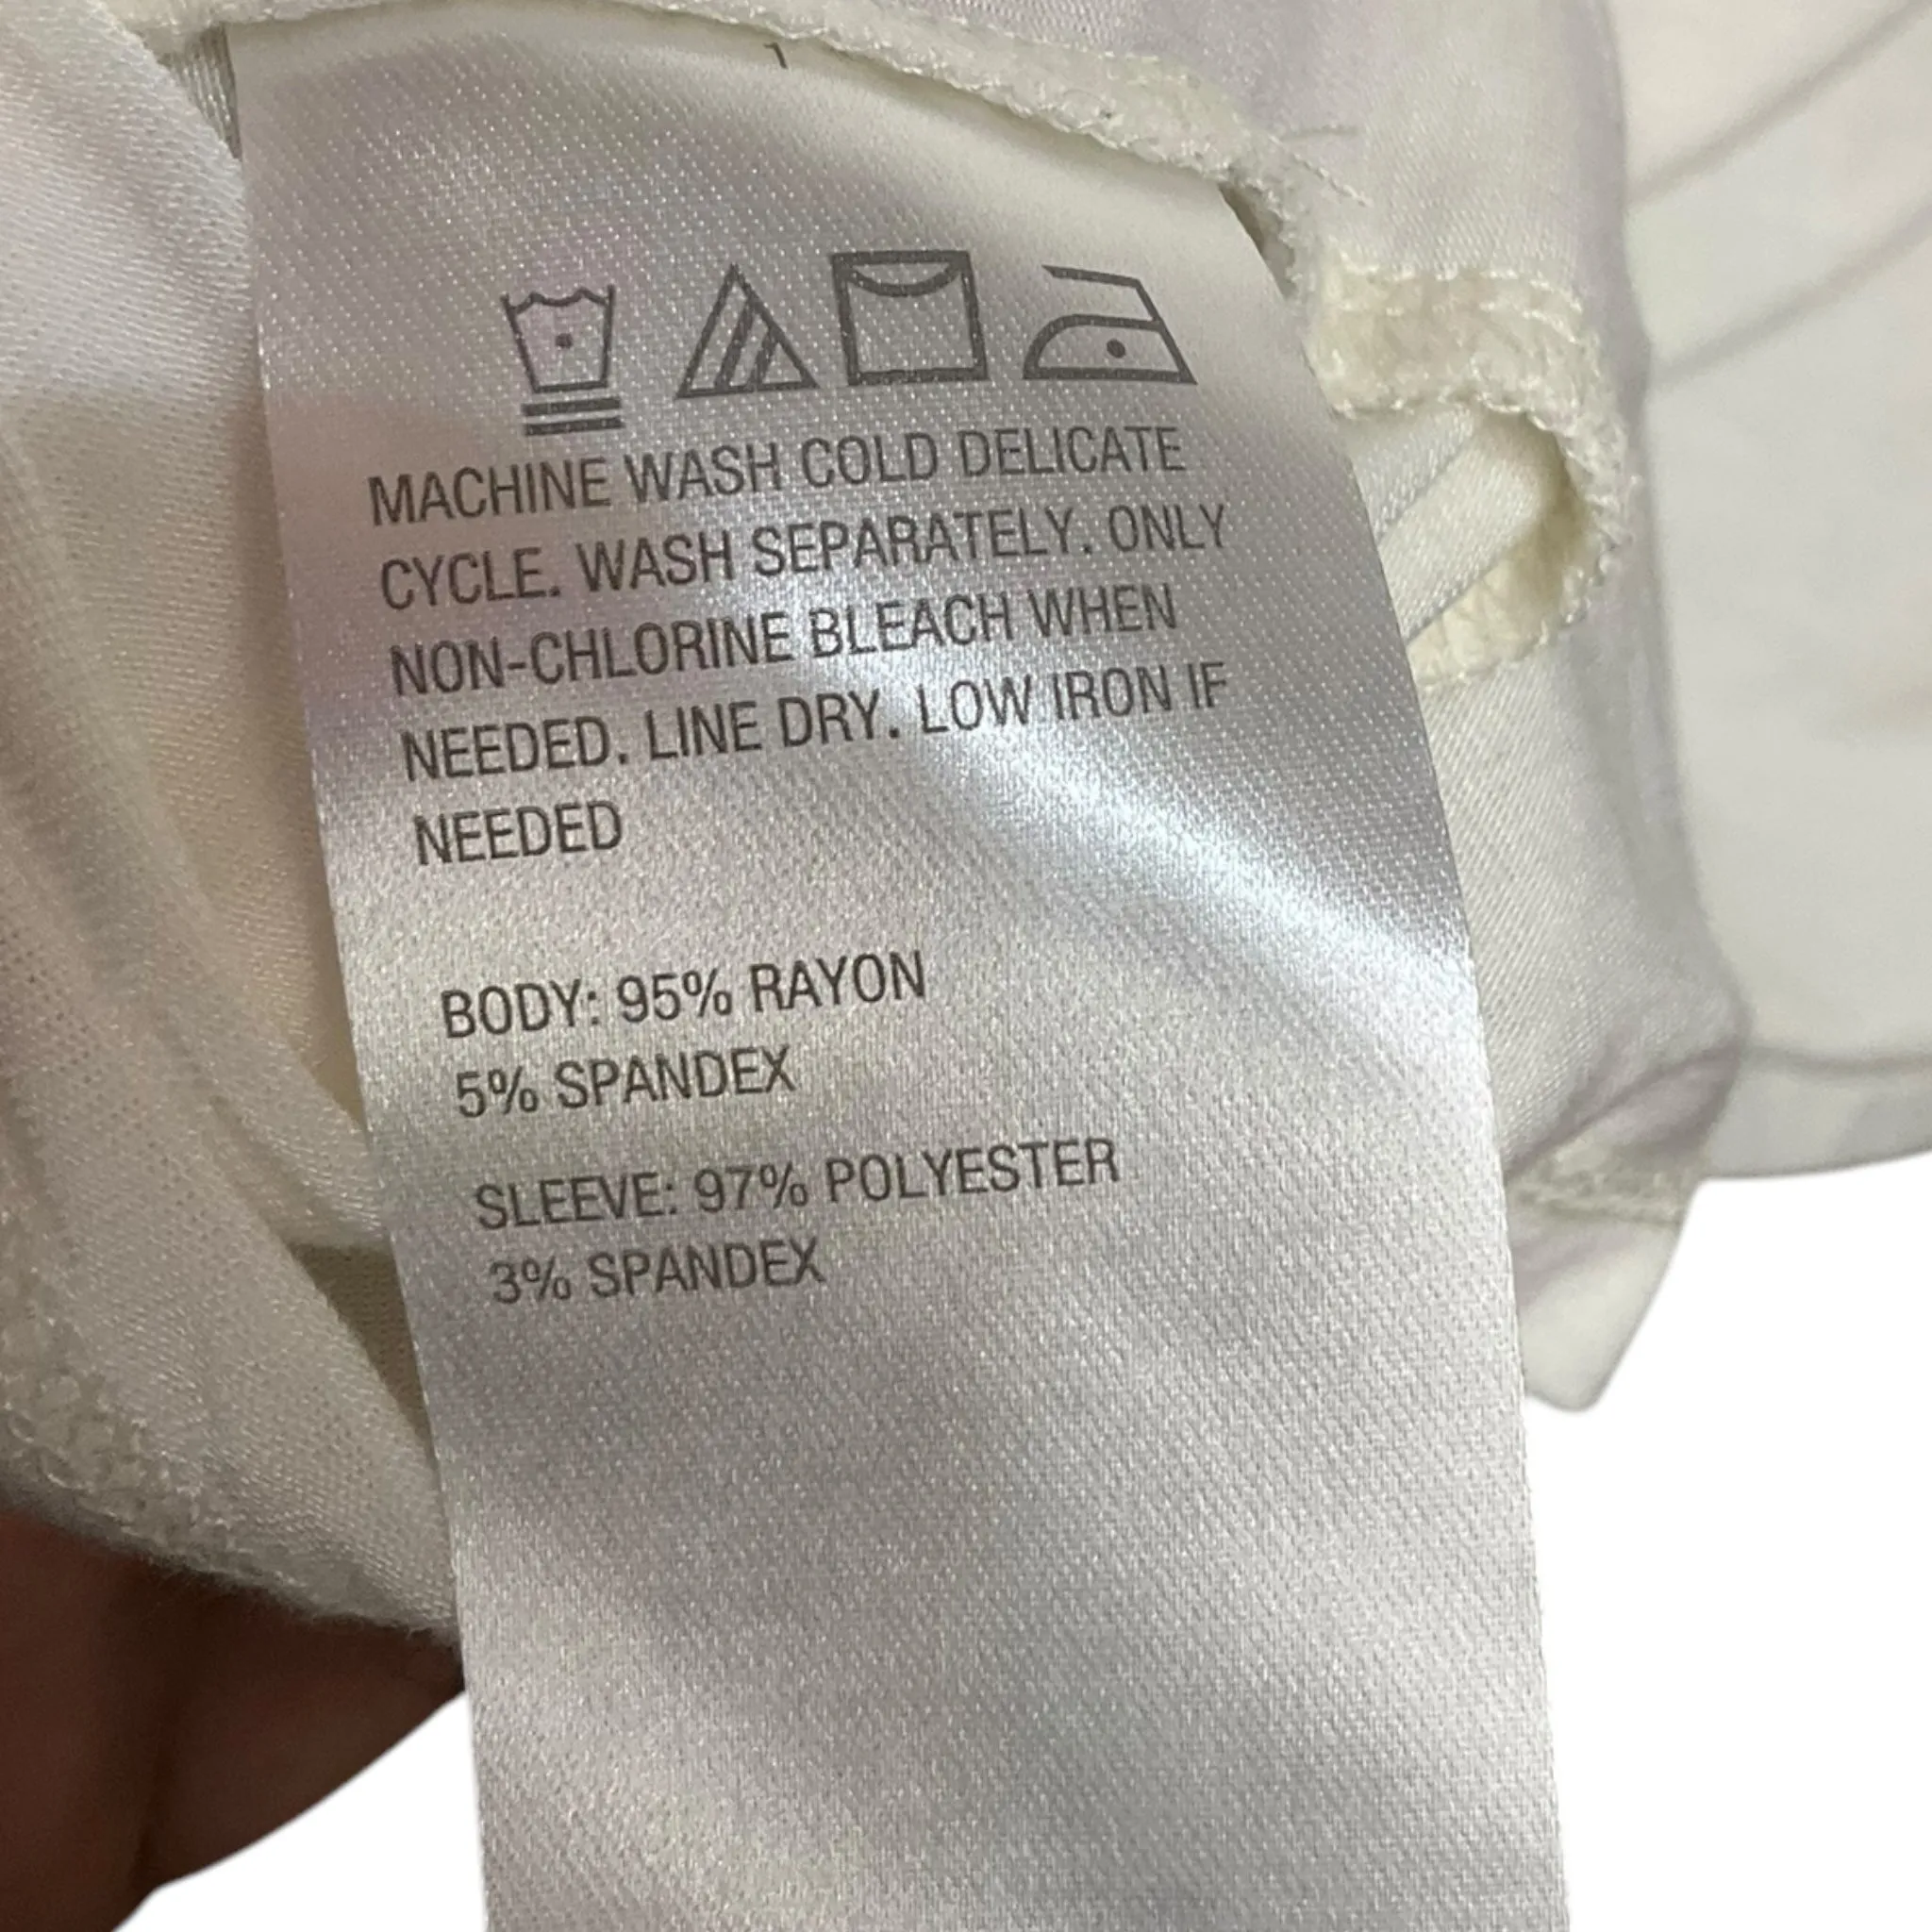 MACHINE WASH COLD DELICATE
CYCLE. WASH SEPARATELY. ONLY
NON-CHLORINE BLEACH WHEN
NEEDED. LINE DRY. LOW IRON IF
NEEDED
BODY: 95% RAYON
5% SPANDEX
SLEEVE: 97% POLYESTER
3% SPANDEX